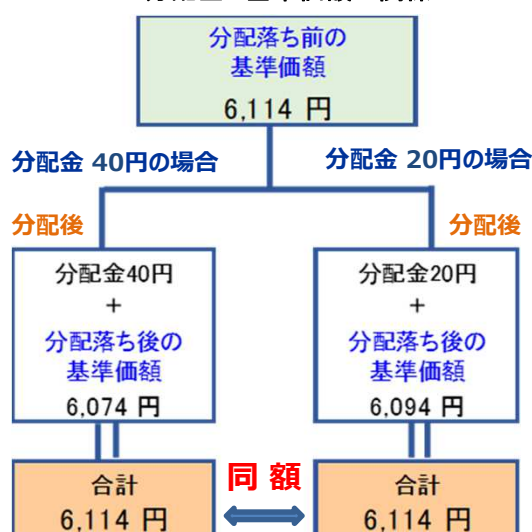 分配落ち前の
基準価額
6,114 円
分配金 40円の場合
分配金 20円の場合
分配後
分配後
分配金40円
+
分配落ち後の
基準価額
6,074 円
分配金20円
+
分配落ち後の
基準価額
6,094 円
合計
6,114 円
同 額
合計
6,114 円